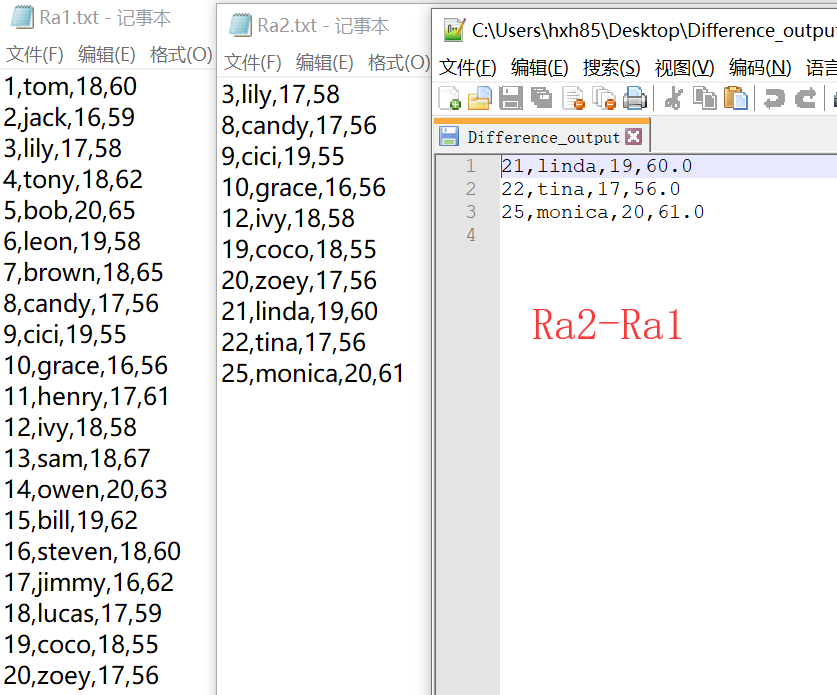 Ra1.txt - 记事本
文件(F) 编辑(E) 格式(O)
1,tom,18,60
2,jack,16,59
3,lily,17,58
4,tony,18,62
5,bob,20,65
6,leon,19,58
7,brown,18,65
8,candy,17,56
9,cici,19,55
10,grace,16,56
11,henry,17,61
12,ivy,18,58
13,sam,18,67
14,owen,20,63
15,bill,19,62
16,steven,18,60
17,jimmy,16,62
18,lucas,17,59
19,coco,18,55
20,zoey,17,56
Ra2.txt - 记事本
文件(F) 编辑(E) 格式(O)
3,lily,17,58
8,candy,17,56
9,cici,19,55
10,grace,16,56
12,ivy,18,58
19,coco,18,55
20,zoey,17,56
21,linda,19,60
22,tina,17,56
25,monica,20,61
C:\Users\hxh85\Desktop\Difference_outpu
文件(F) 编辑(E) 搜索(S) 视图(V) 编码(N) 语言
Difference_output
1 21,linda,19,60.0
2 22,tina,17,56.0
3 25,monica,20,61.0
4
Ra2-Ra1